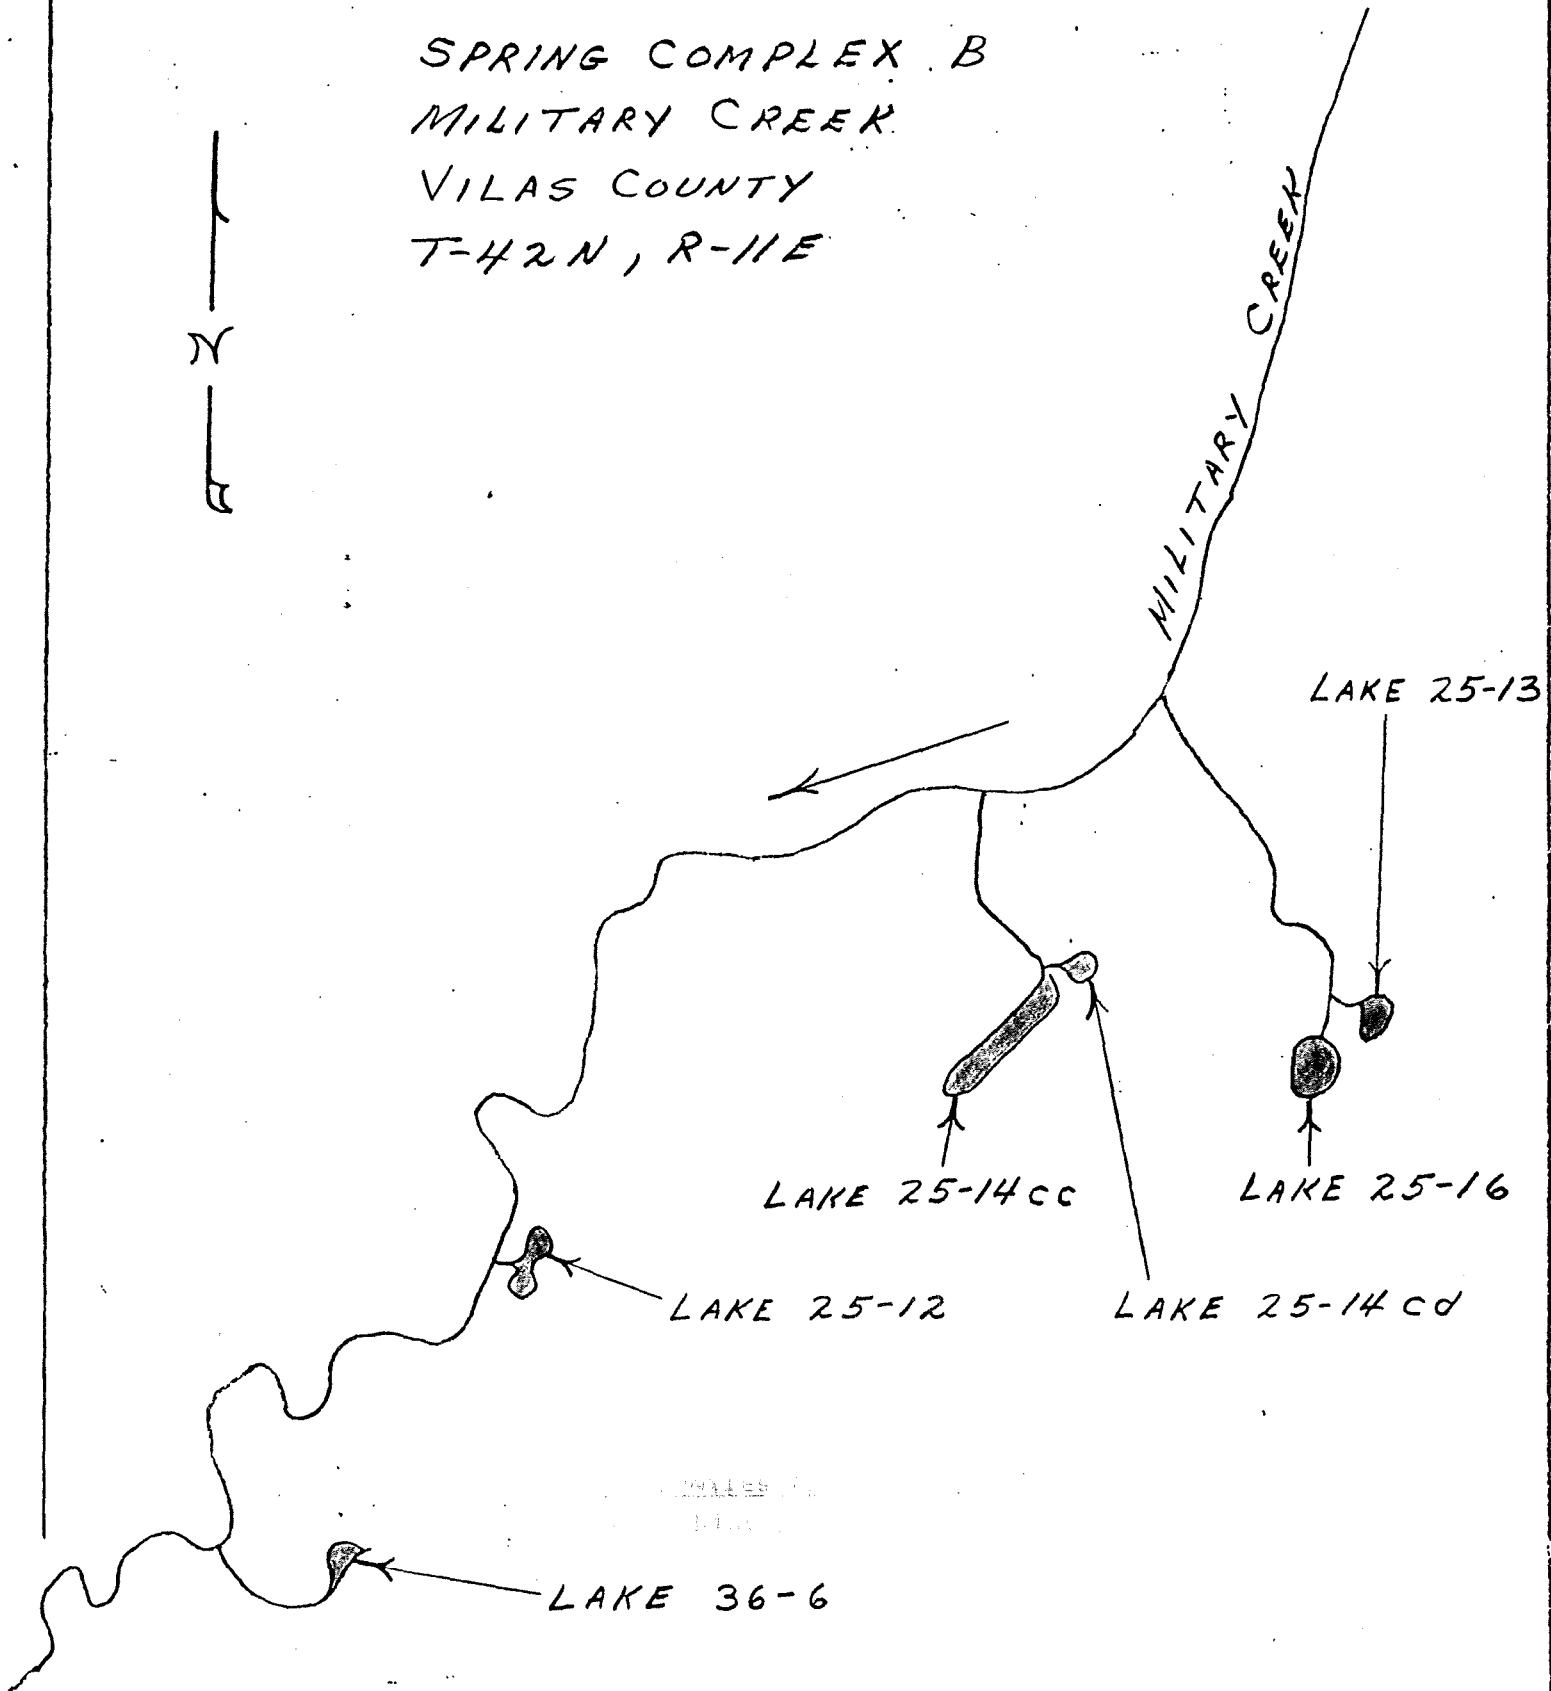 SPRING COMPLEX B
MILITARY CREEK
VILAS COUNTY
T-42N, R-11E
N
MILITARY CREEK
LAKE 25-13
LAKE 25-14cc
LAKE 25-16
LAKE 25-12
LAKE 25-14cd
LAKE 36-6